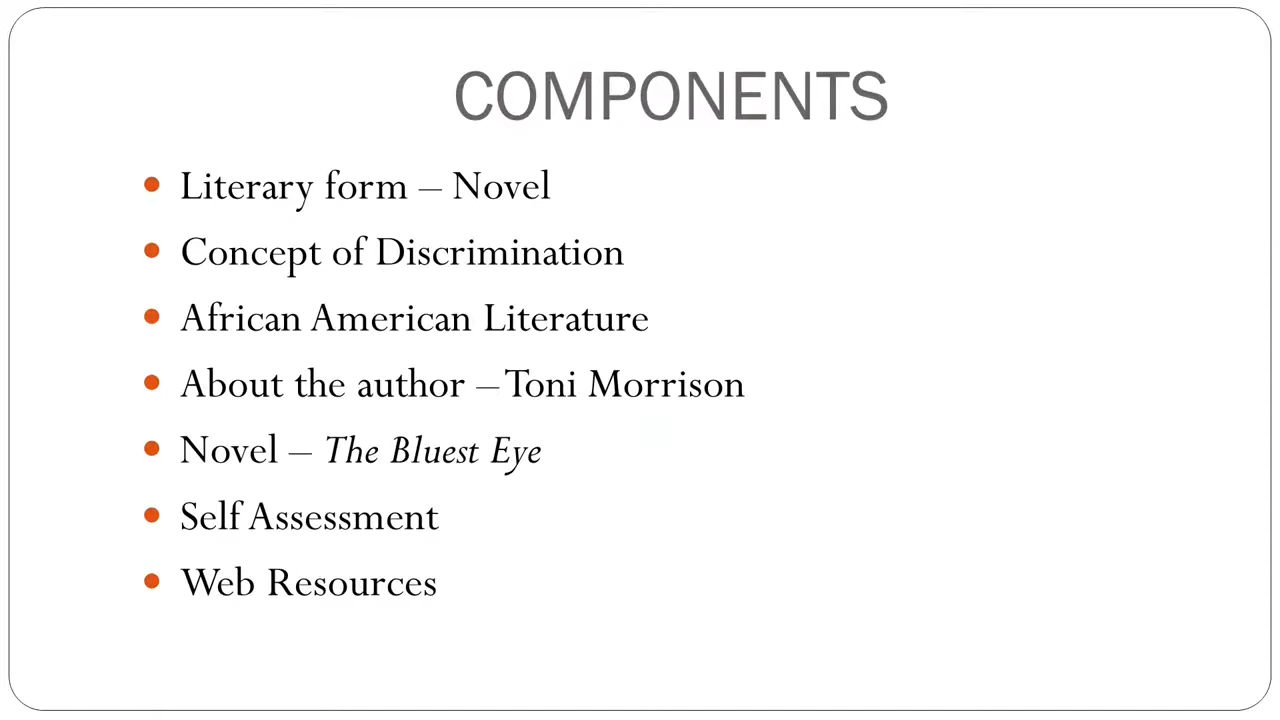 COMPONENTS
Literary form – Novel
Concept of Discrimination
African American Literature
About the author – Toni Morrison
Novel – The Bluest Eye
Self Assessment
Web Resources